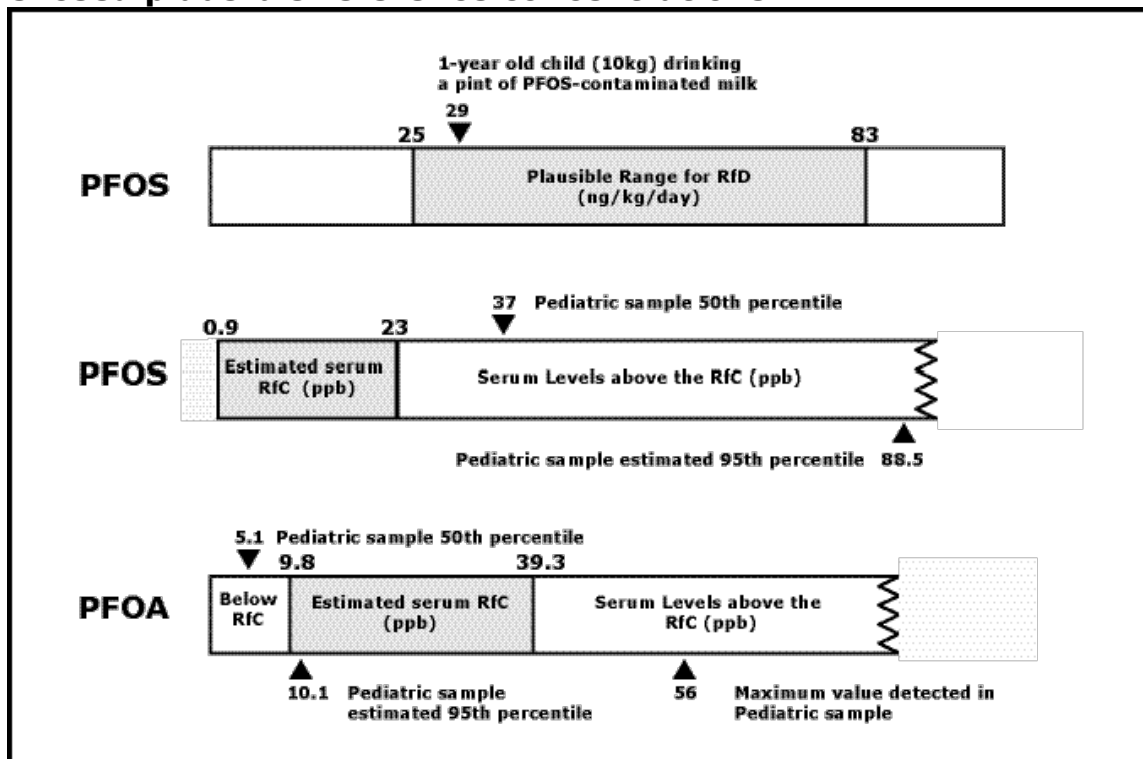 1-year old child (10kg) drinking
a pint of PFOS-contaminated milk
29
25
83
PFOS
Plausible Range for RfD
(ng/kg/day)
37 Pediatric sample 50th percentile
0.9
23
PFOS
Estimated serum
RfC (ppb)
Serum Levels above the RfC (ppb)
Pediatric sample estimated 95th percentile 88.5
5.1 Pediatric sample 50th percentile
9.8
39.3
PFOA
Below
RfC
Estimated serum RfC
(ppb)
Serum Levels above the
RfC (ppb)
10.1 Pediatric sample
estimated 95th percentile
56 Maximum value detected in
Pediatric sample